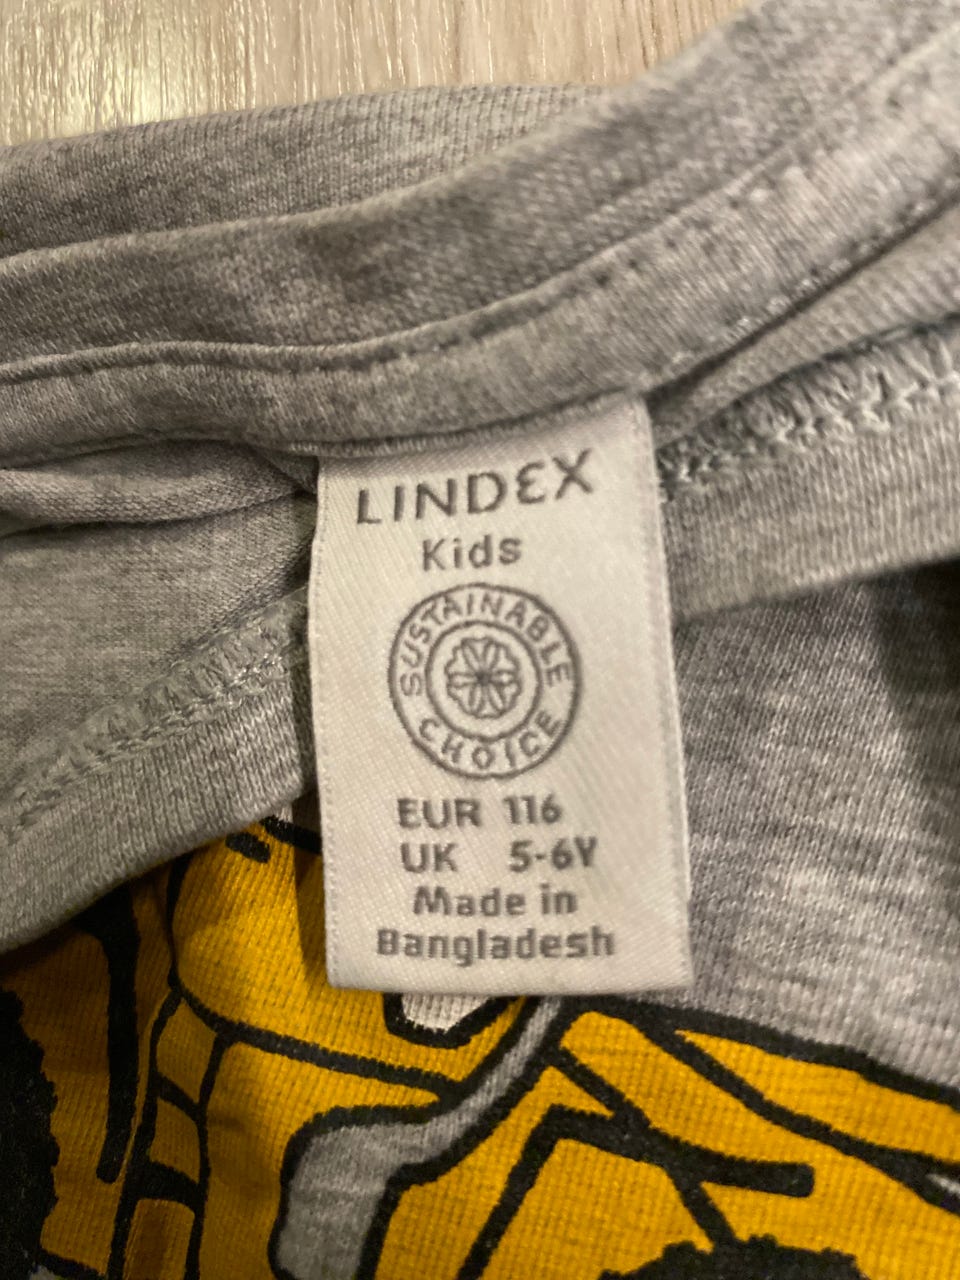 LINDEX
Kids
SUSTAINABLE
CHOICE
EUR 116
UK 5-6Y
Made in
Bangladesh